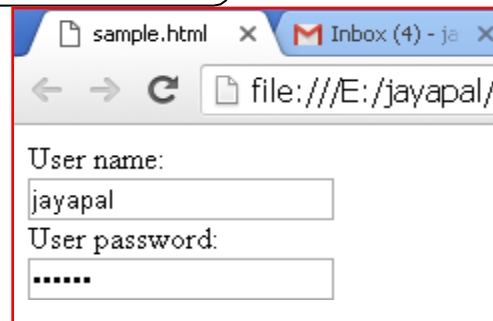 sample.html × Inbox (4) - ja ×
file:///E:/jayapal/
User name:
jayapal
User password:
••••••